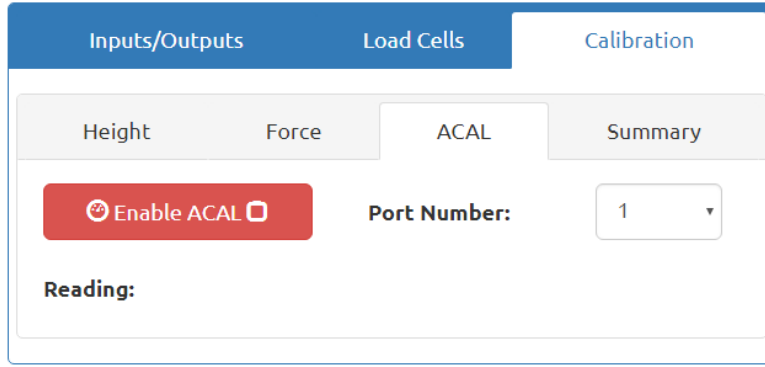 Inputs/Outputs Load Cells Calibration
Height Force ACAL Summary
Enable ACAL Port Number: 1
Reading: